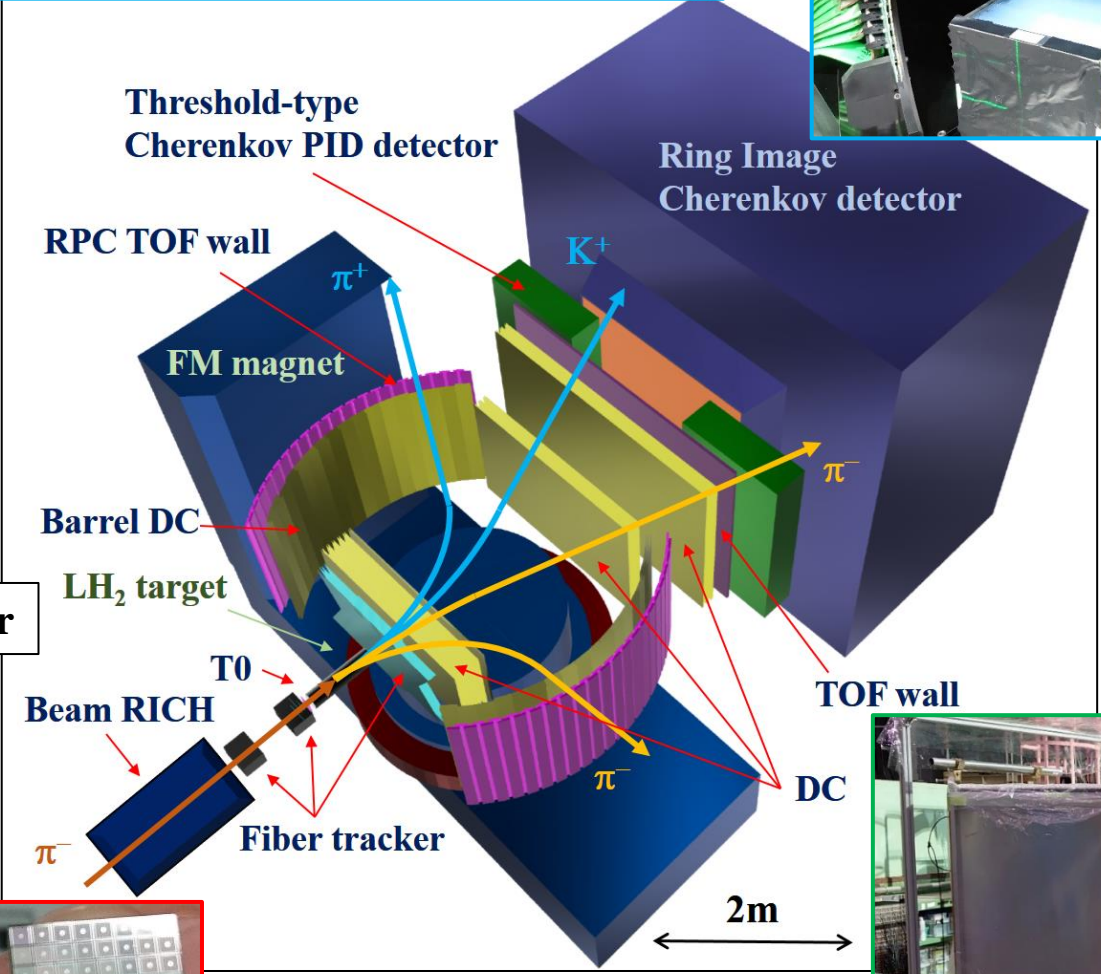 Threshold-type
Cherenkov PID detector
Ring Image
Cherenkov detector
RPC TOF wall
K⁺
π⁺
FM magnet
π⁻
Barrel DC
LH₂ target
r
T0
TOF wall
Beam RICH
π⁻
DC
Fiber tracker
π⁻
2m